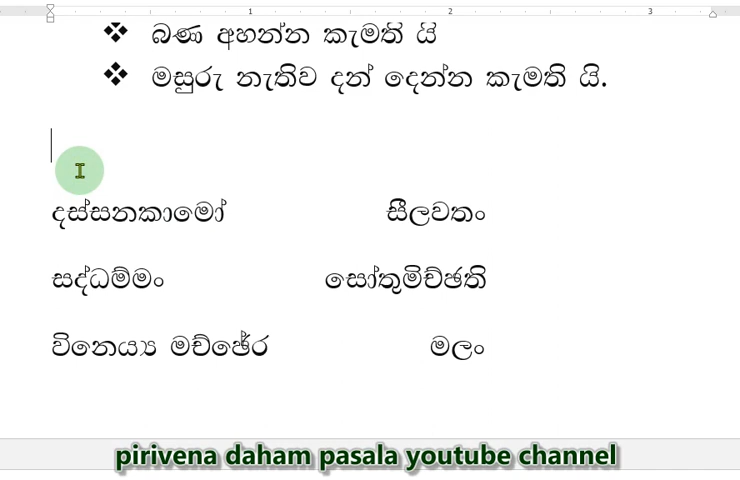 ❖ බණ අහන්න කැමති යි
❖ මසුරු නැතිව දන් දෙන්න කැමති යි.
දස්සනකාමෝ සීලවතං
සද්ධම්මං සෝතුමිච්ඡති
විනෙය්‍ය මච්ඡේර මලං
pirivena daham pasala youtube channel